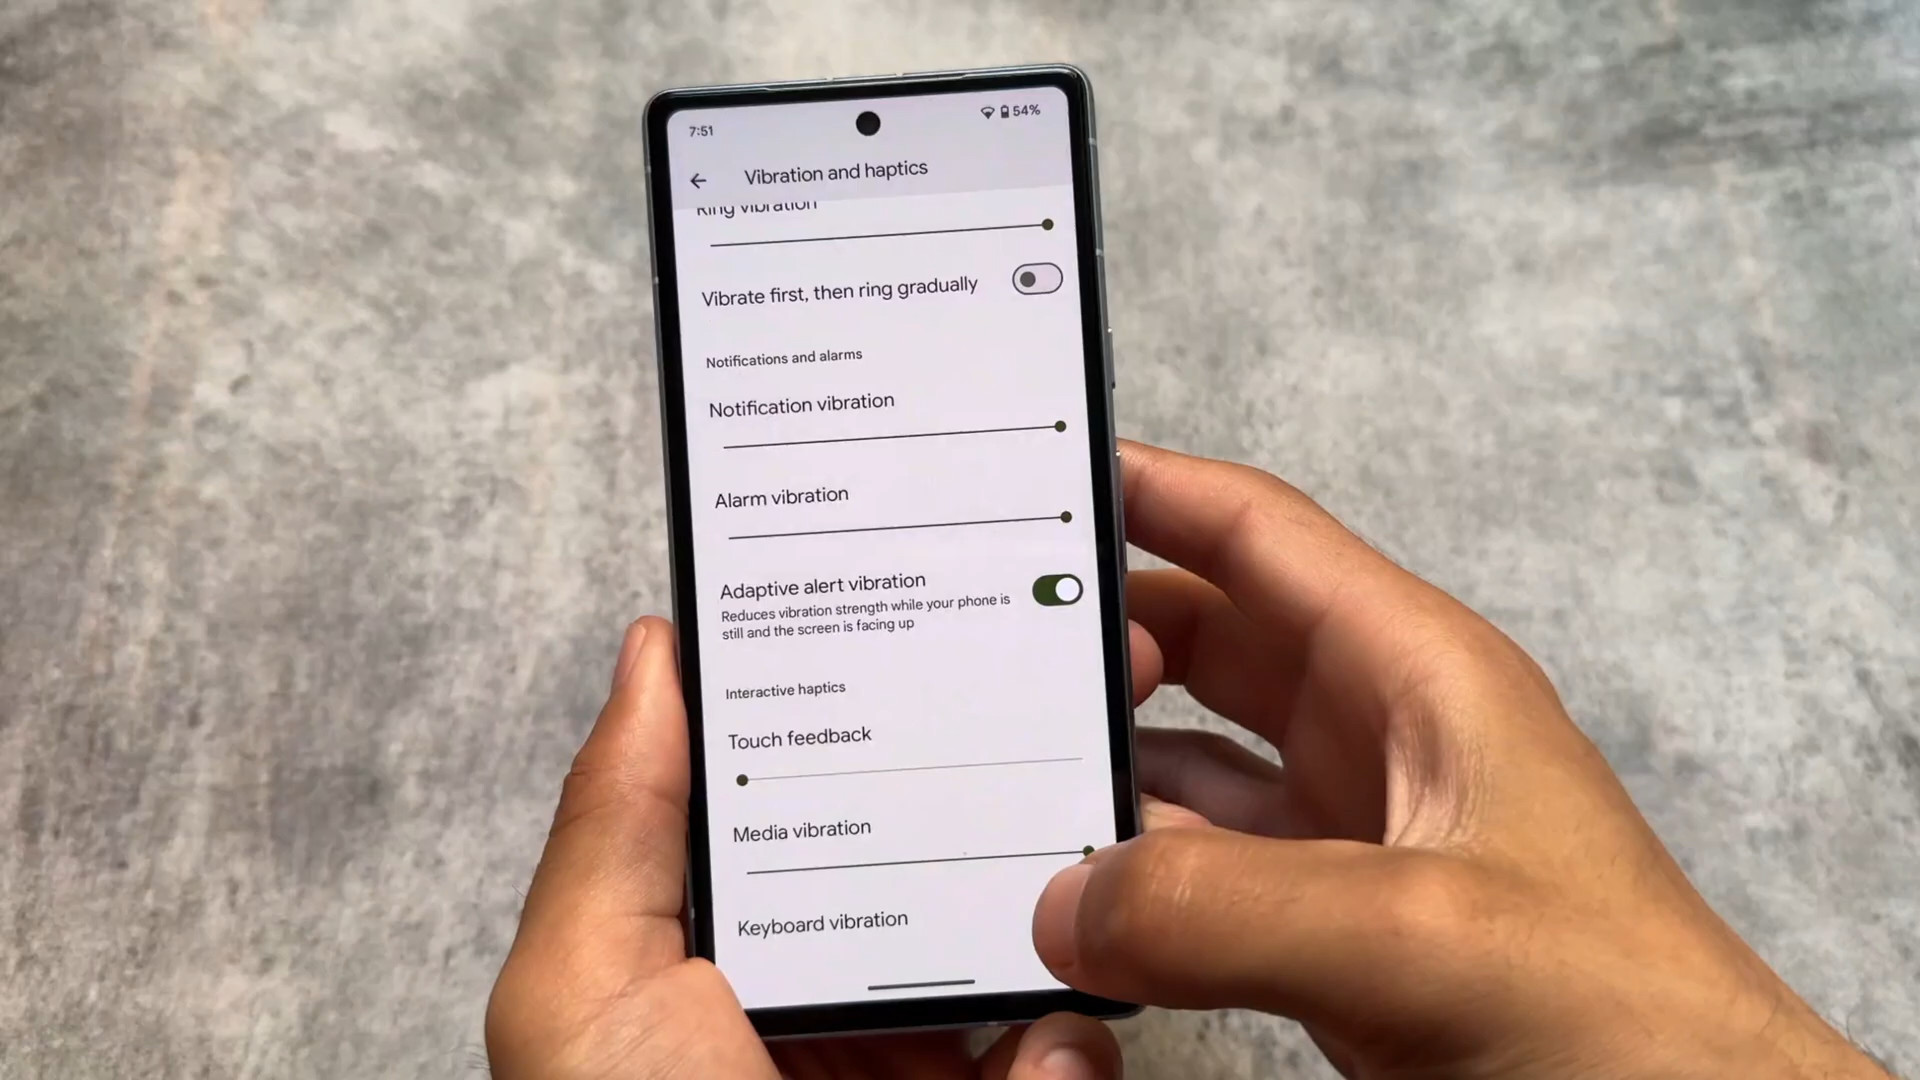 7:51
54%
Vibration and haptics
Ring vibration
Vibrate first, then ring gradually
Notifications and alarms
Notification vibration
Alarm vibration
Adaptive alert vibration
Reduces vibration strength while your phone is
still and the screen is facing up
Interactive haptics
Touch feedback
Media vibration
Keyboard vibration